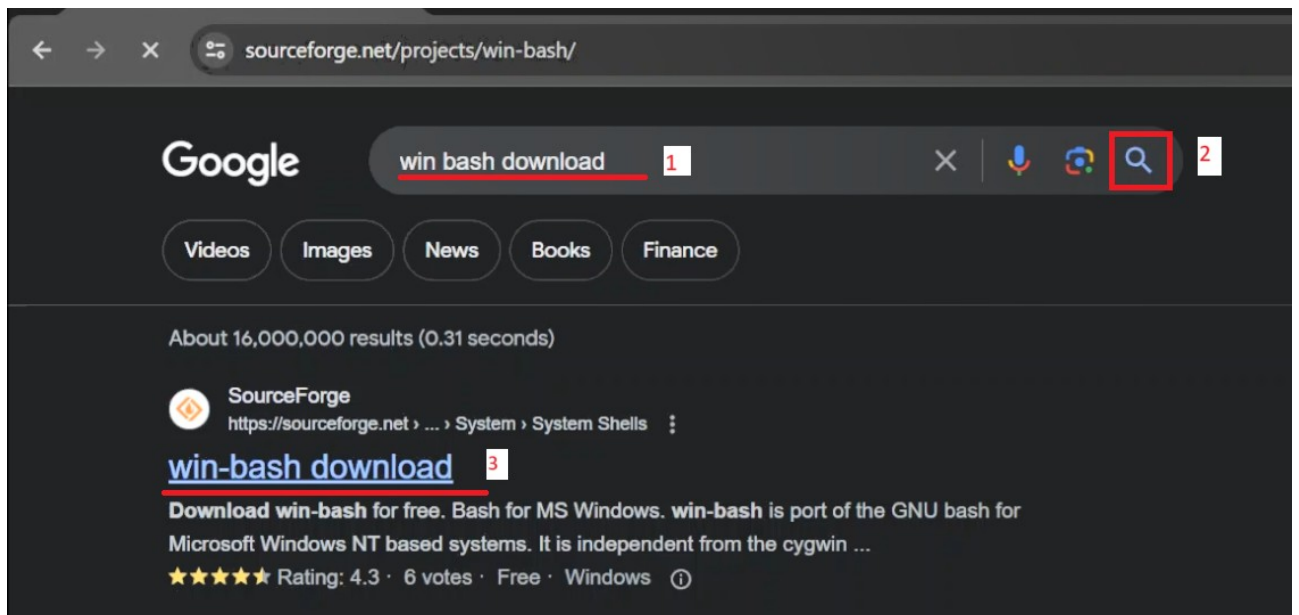 sourceforge.net/projects/win-bash/
Google win bash download 1 2
Videos Images News Books Finance
About 16,000,000 results (0.31 seconds)
SourceForge
https://sourceforge.net › ... › System › System Shells
win-bash download 3
Download win-bash for free. Bash for MS Windows. win-bash is part of the GNU bash for
Microsoft Windows NT based systems. It is independent from the cygwin ...
Rating: 4.3 · 6 votes · Free · Windows